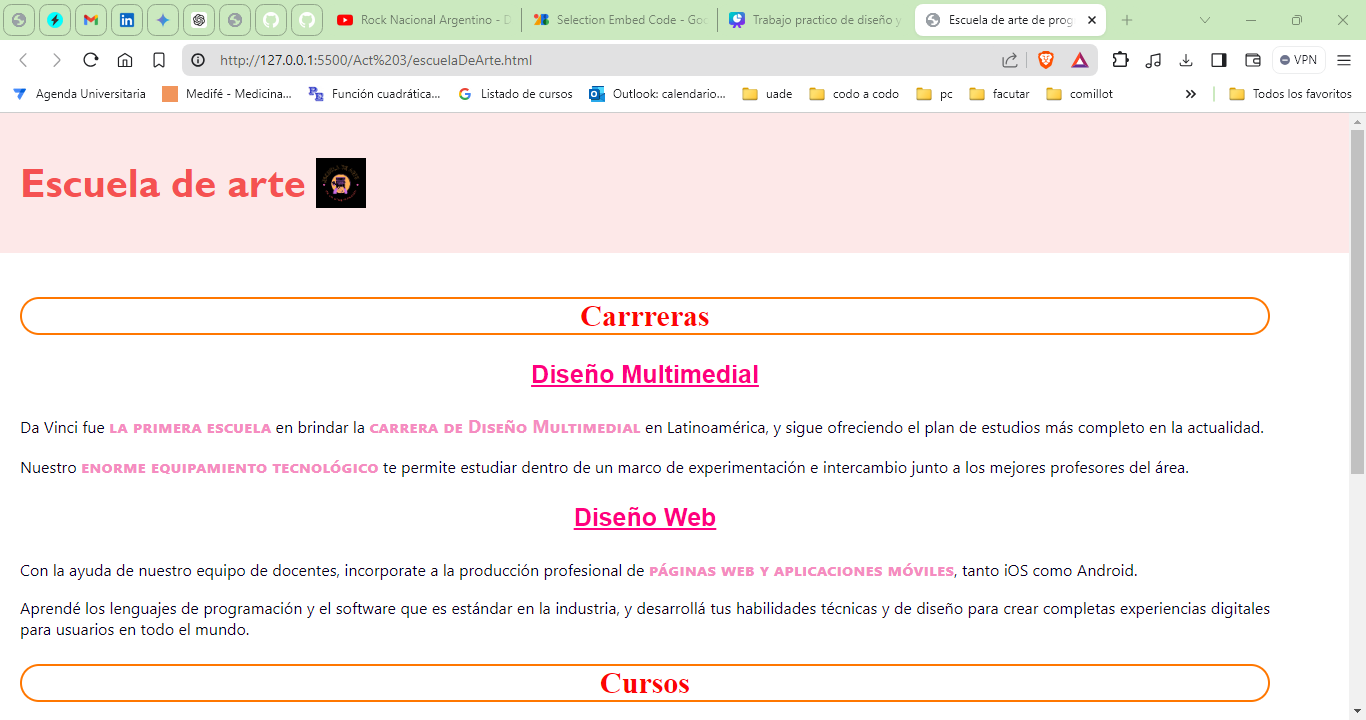 Rock Nacional Argentino - D
Selection Embed Code - Goo
Trabajo practico de diseño y
Escuela de arte de prog
http://127.0.0.1:5500/Act%203/escuelaDeArte.html
VPN
Agenda Universitaria
Medifé - Medicina...
Función cuadrática...
Listado de cursos
Outlook: calendario...
uade
codo a codo
pc
facutar
comillot
Todos los favoritos
Escuela de arte
Carrreras
Diseño Multimedial
Da Vinci fue la primera escuela en brindar la carrera de Diseño Multimedial en Latinoamérica, y sigue ofreciendo el plan de estudios más completo en la actualidad.
Nuestro enorme equipamiento tecnológico te permite estudiar dentro de un marco de experimentación e intercambio junto a los mejores profesores del área.
Diseño Web
Con la ayuda de nuestro equipo de docentes, incorporate a la producción profesional de páginas web y aplicaciones móviles, tanto iOS como Android.
Aprendé los lenguajes de programación y el software que es estándar en la industria, y desarrollá tus habilidades técnicas y de diseño para crear completas experiencias digitales
para usuarios en todo el mundo.
Cursos